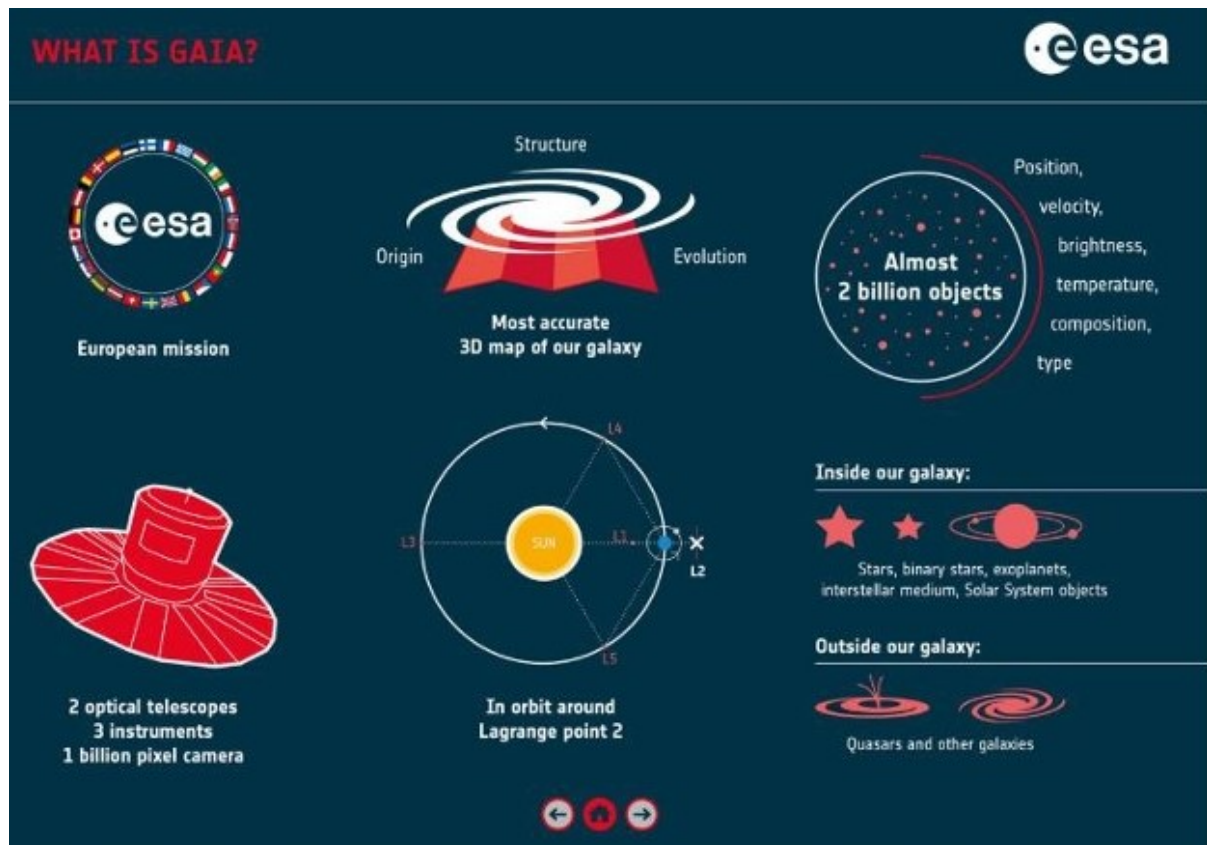 WHAT IS GAIA?
esa
esa
European mission
Structure
Origin
Evolution
Most accurate
3D map of our galaxy
Almost
2 billion objects
Position,
velocity,
brightness,
temperature,
composition,
type
2 optical telescopes
3 instruments
1 billion pixel camera
L4
L3
SUN
L1
L2
L5
In orbit around
Lagrange point 2
Inside our galaxy:
Stars, binary stars, exoplanets,
interstellar medium, Solar System objects
Outside our galaxy:
Quasars and other galaxies